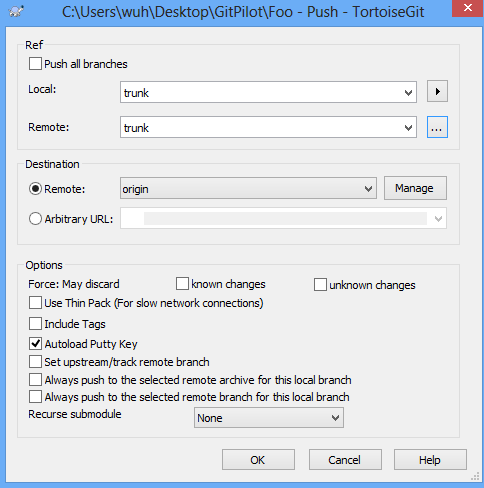 C:\Users\wuh\Desktop\GitPilot\Foo - Push - TortoiseGit
Ref
Push all branches
Local:
trunk
Remote:
trunk
...
Destination
Remote:
origin
Manage
Arbitrary URL:
Options
Force: May discard
known changes
unknown changes
Use Thin Pack (For slow network connections)
Include Tags
Autoload Putty Key
Set upstream/track remote branch
Always push to the selected remote archive for this local branch
Always push to the selected remote branch for this local branch
Recurse submodule
None
OK
Cancel
Help